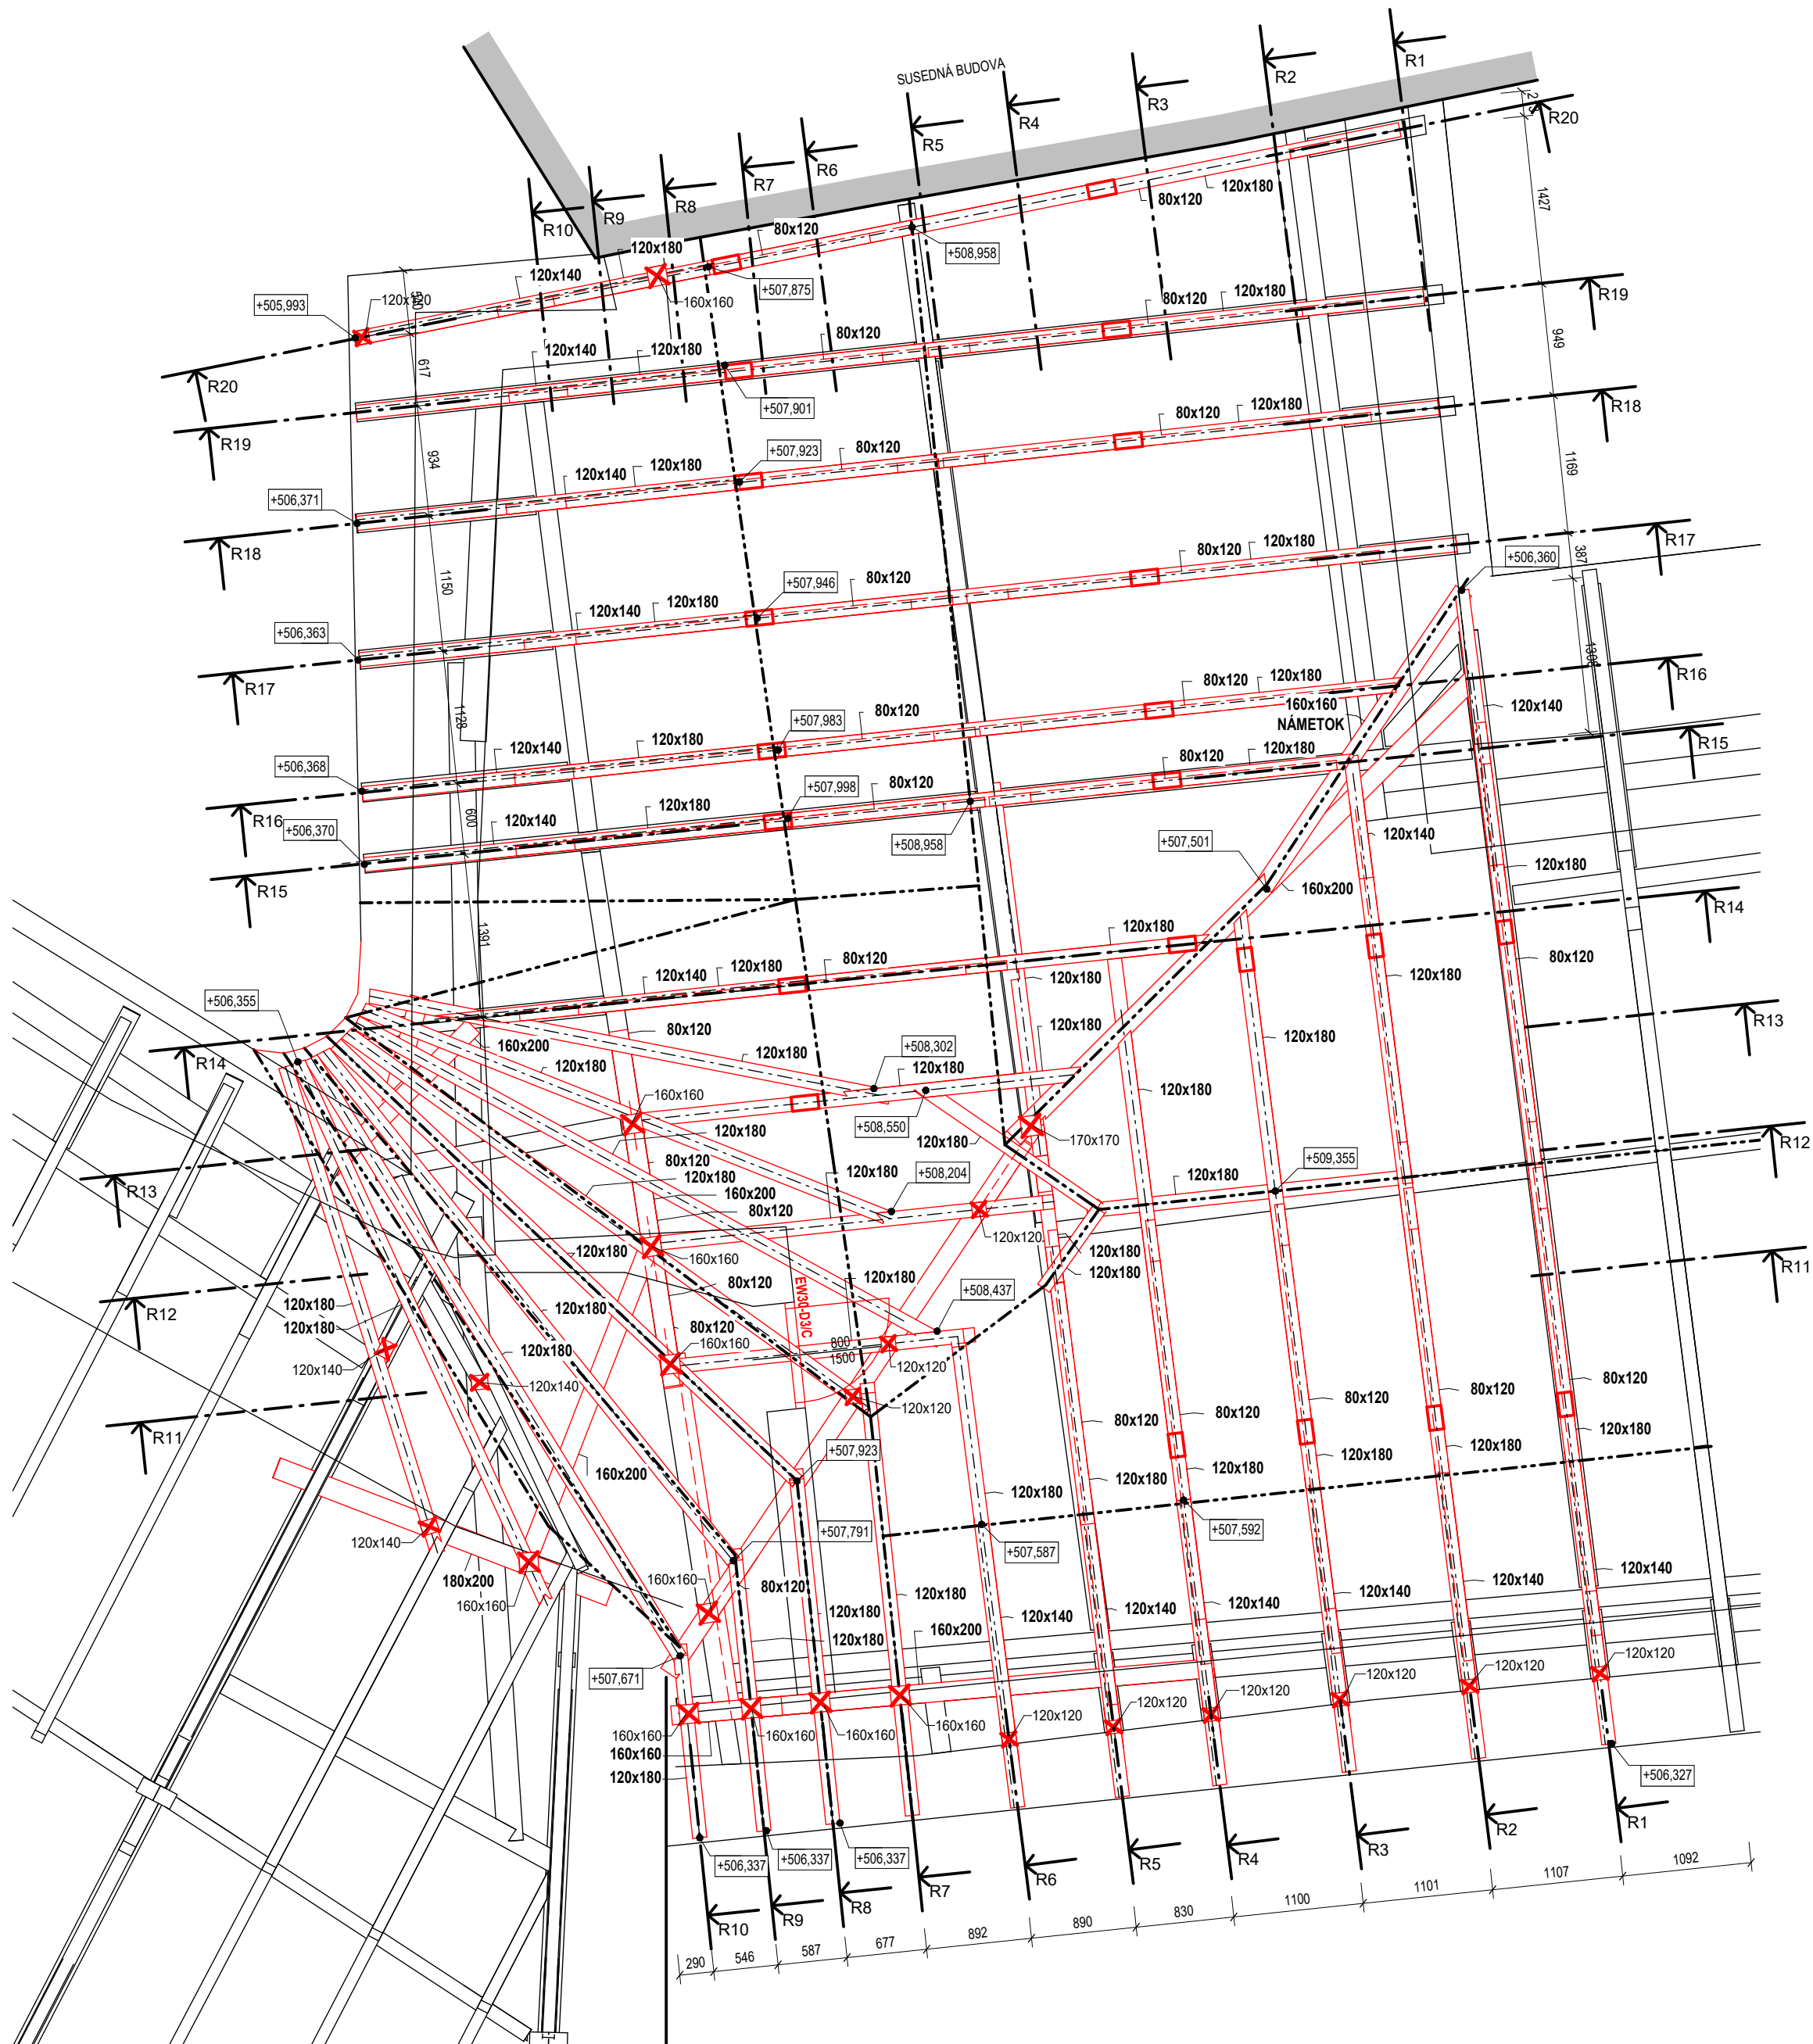 SUSEDNÁ BUDOVA
R1
R2
R3
R4
R5
R6
R7
R8
R9
R10
R20
1427
120x180
80x120
80x120
120x180
120x140
+508,958
+507,875
160x160
+505,993
120x120
617
R20
R19
949
120x180
80x120
80x120
120x180
120x140
+507,901
R19
R18
934
120x180
80x120
80x120
+507,923
120x180
120x140
+506,371
R18
1169
387
R17
+506,360
1150
120x180
80x120
80x120
+507,946
120x180
120x140
+506,363
R17
R16
120x180
80x120
160x160
NÁMETOK
120x140
1128
+507,983
80x120
120x180
120x140
+506,368
R16
R15
120x180
80x120
+507,998
80x120
120x180
120x140
600
+506,370
R15
+508,958
+507,501
120x140
120x180
160x200
R14
1391
120x180
80x120
120x180
120x140
120x180
120x180
80x120
+506,355
R14
80x120
160x200
120x180
120x180
120x180
120x180
120x180
R13
+508,302
120x180
160x160
+508,550
120x180
170x170
120x180
80x120
120x180
120x180
+508,204
160x200
80x120
120x180
+509,355
R12
R13
120x180
160x160
120x120
120x180
120x180
120x180
80x120
EW30-D3/C
+508,437
R11
R12
120x180
120x180
120x180
120x180
80x120
160x160
800
1500
120x120
120x140
120x140
120x120
80x120
80x120
80x120
80x120
80x120
R11
+507,923
160x200
120x180
120x180
120x180
120x180
120x180
120x180
+507,791
+507,587
+507,592
120x140
180x200
160x160
160x160
80x120
120x180
120x180
120x180
120x140
120x140
120x140
120x140
120x140
120x140
160x200
+507,671
160x160
160x160
160x160
160x160
120x120
120x120
120x120
120x120
120x120
120x120
160x160
120x180
+506,327
+506,337
+506,337
+506,337
R10
R9
R8
R7
R6
R5
R4
R3
R2
R1
290
546
587
677
892
890
830
1100
1101
1107
1092